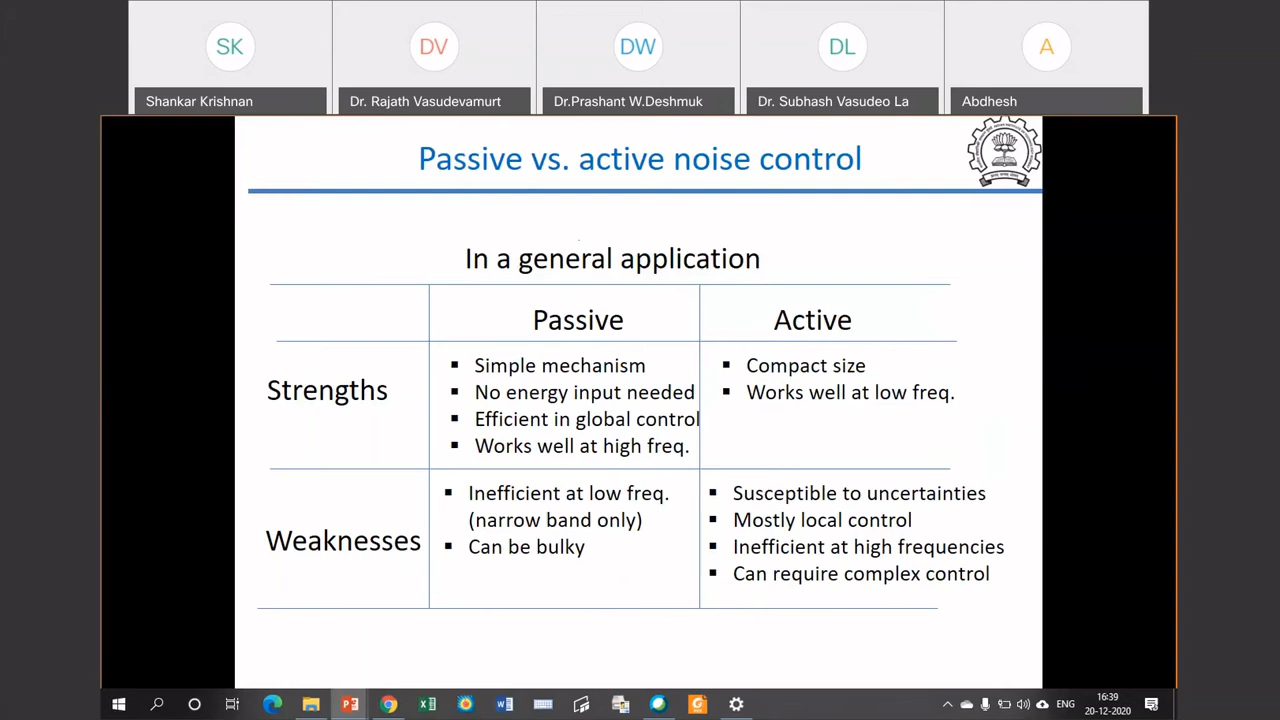 SK
DV
DW
DL
A
Shankar Krishnan
Dr. Rajath Vasudevamurt
Dr.Prashant W.Deshmuk
Dr. Subhash Vasudeo La
Abdhesh
Passive vs. active noise control
In a general application
Passive
Active
Strengths
▪ Simple mechanism
▪ No energy input needed
▪ Efficient in global control
▪ Works well at high freq.
▪ Compact size
▪ Works well at low freq.
Weaknesses
▪ Inefficient at low freq.
(narrow band only)
▪ Can be bulky
▪ Susceptible to uncertainties
▪ Mostly local control
▪ Inefficient at high frequencies
▪ Can require complex control
ENG
16:39
20-12-2020